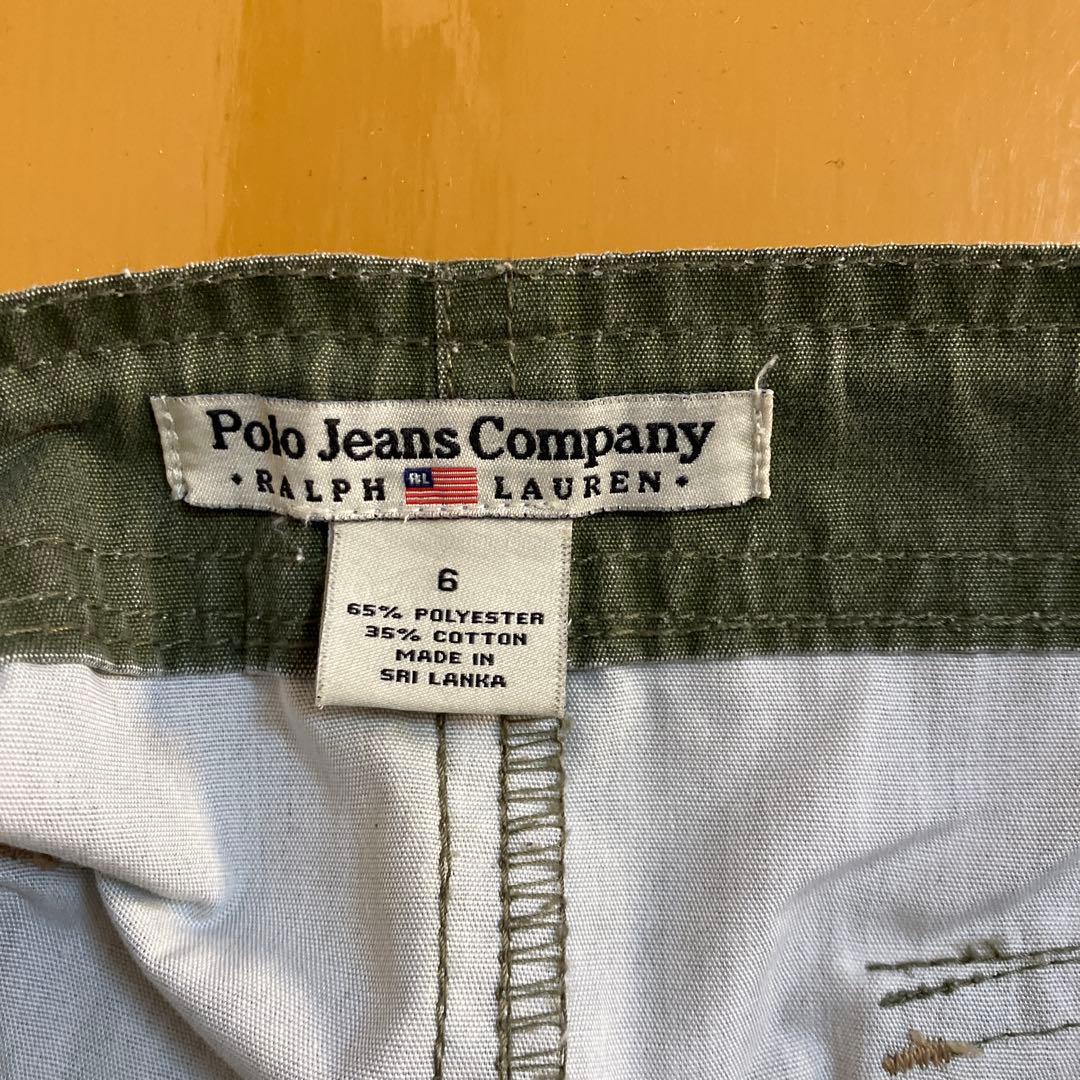 Polo Jeans Company
• RALPH RL LAUREN •
6
65% POLYESTER
35% COTTON
MADE IN
SRI LANKA